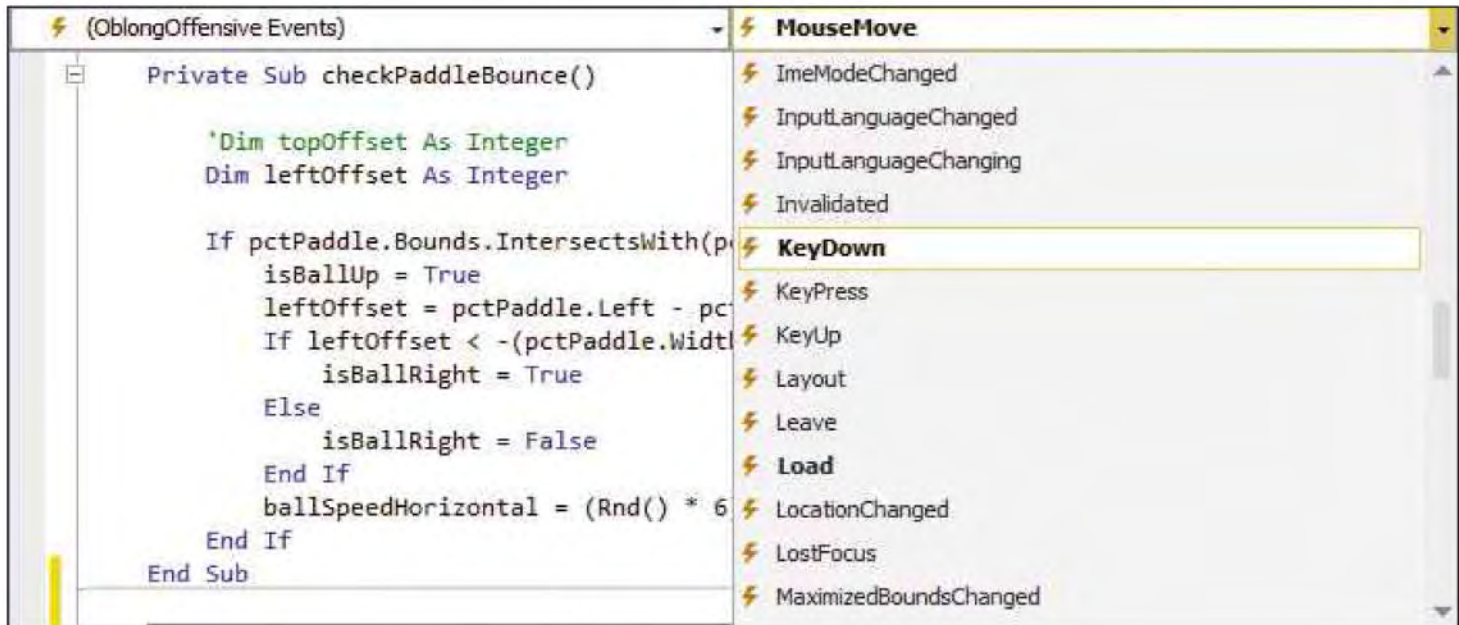 (OblongOffensive Events)
MouseMove
Private Sub checkPaddleBounce()
'Dim topOffset As Integer
Dim leftOffset As Integer
If pctPaddle.Bounds.IntersectsWith(p
isBallUp = True
leftOffset = pctPaddle.Left - pc
If leftOffset < -(pctPaddle.Widt
isBallRight = True
Else
isBallRight = False
End If
ballSpeedHorizontal = (Rnd() * 6
End If
End Sub
ImeModeChanged
InputLanguageChanged
InputLanguageChanging
Invalidated
KeyDown
KeyPress
KeyUp
Layout
Leave
Load
LocationChanged
LostFocus
MaximizedBoundsChanged